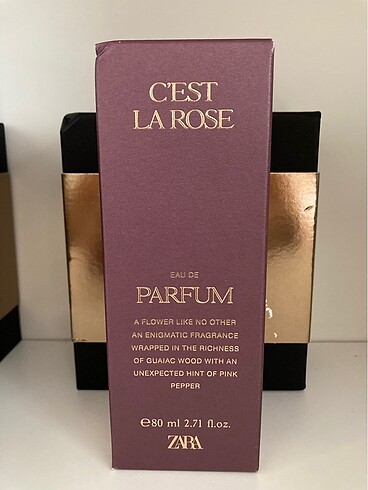 C'EST
LA ROSE
EAU DE
PARFUM
A FLOWER LIKE NO OTHER
AN ENIGMATIC FRAGRANCE
WRAPPED IN THE RICHNESS
OF GUAIAC WOOD WITH AN
UNEXPECTED HINT OF PINK
PEPPER
℮80 ml 2.71 fl.oz.
ZARA